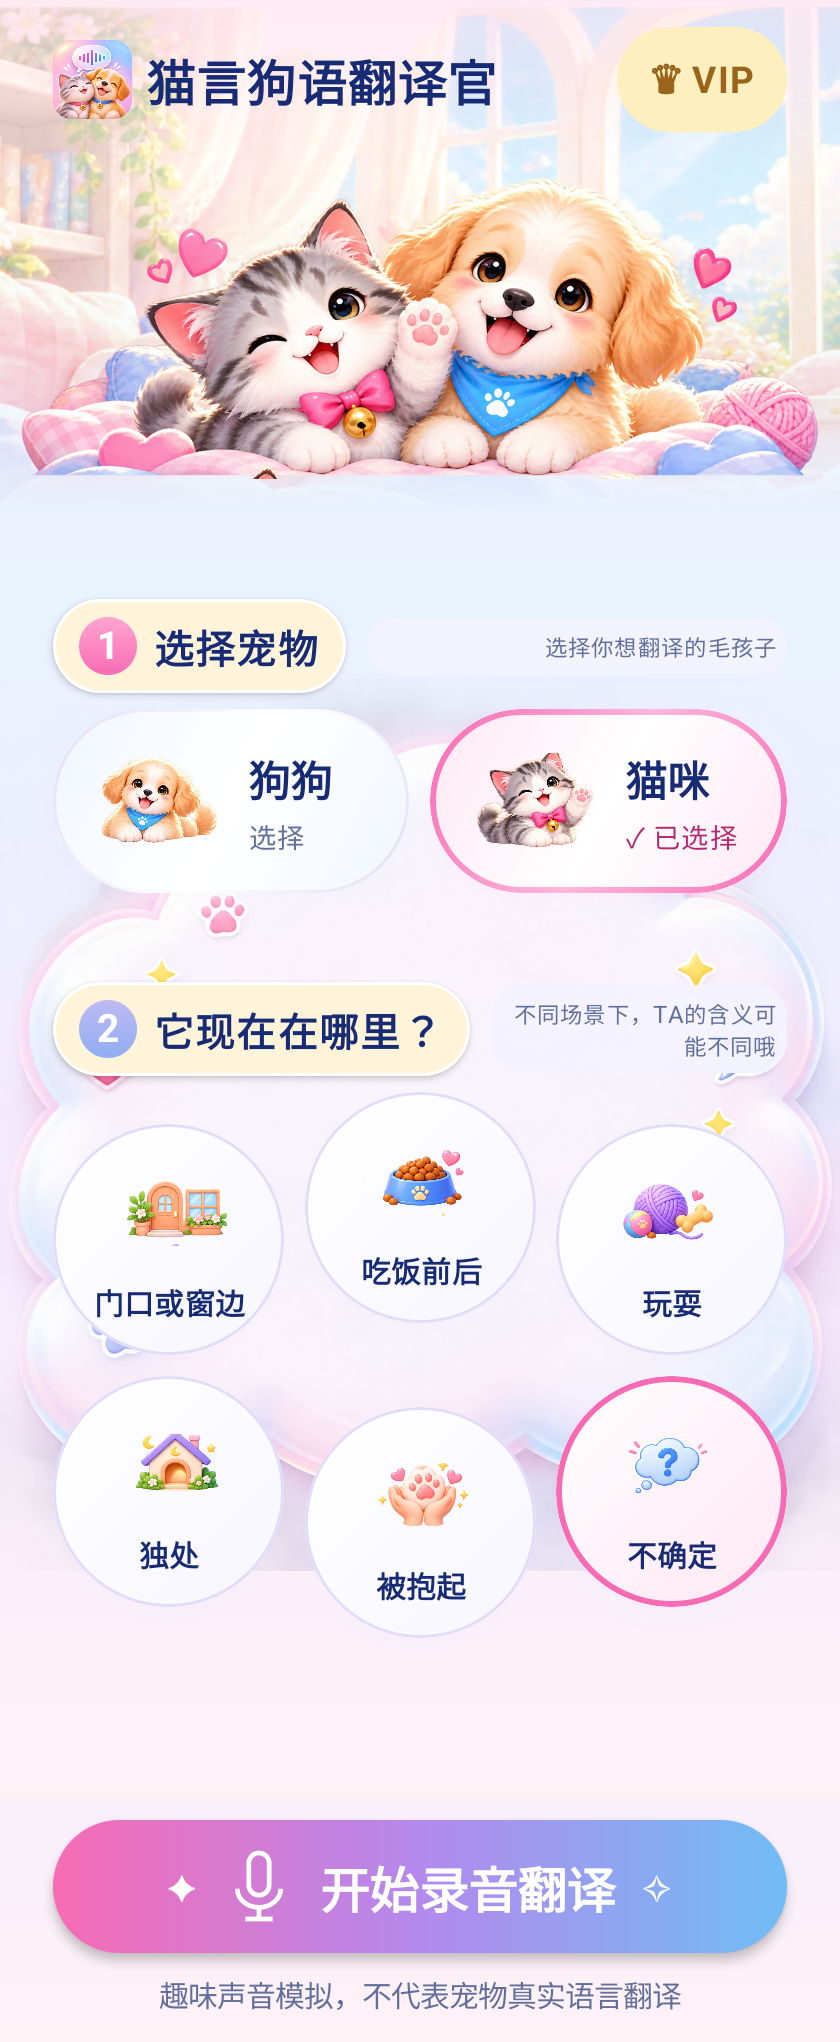 猫言狗语翻译官
VIP
1 选择宠物
选择你想翻译的毛孩子
狗狗
选择
猫咪
✓ 已选择
2 它现在在哪里？
不同场景下，TA的含义可
能不同哦
门口或窗边
吃饭前后
玩耍
独处
被抱起
?
不确定
开始录音翻译
趣味声音模拟，不代表宠物真实语言翻译